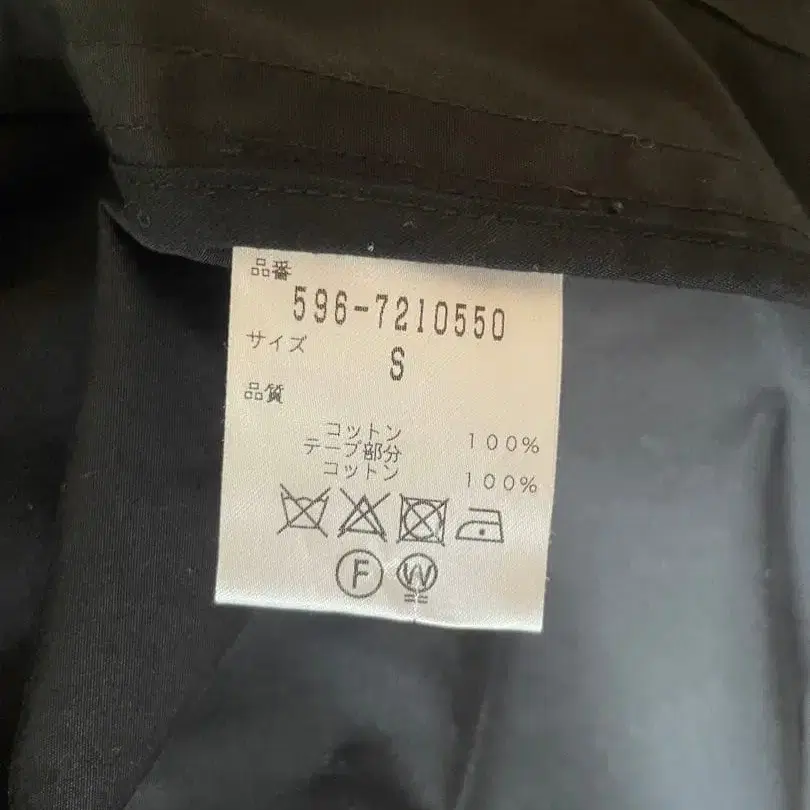 品番
596-7210550
サイズ
S
品質
コットン 100%
テープ部分
コットン 100%
F W